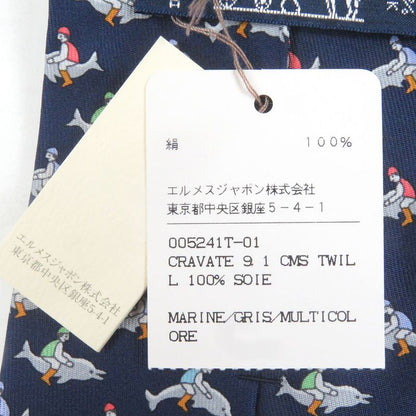 絹 100%
エルメスジャポン株式会社
東京都中央区銀座5-4-1
005241T-01
CRAVATE 9.1 CMS TWIL
L 100% SOIE
MARINE/GRIS/MULTICOL
ORE
エルメスジャポン株式会社
東京都中央区銀座5-4-1